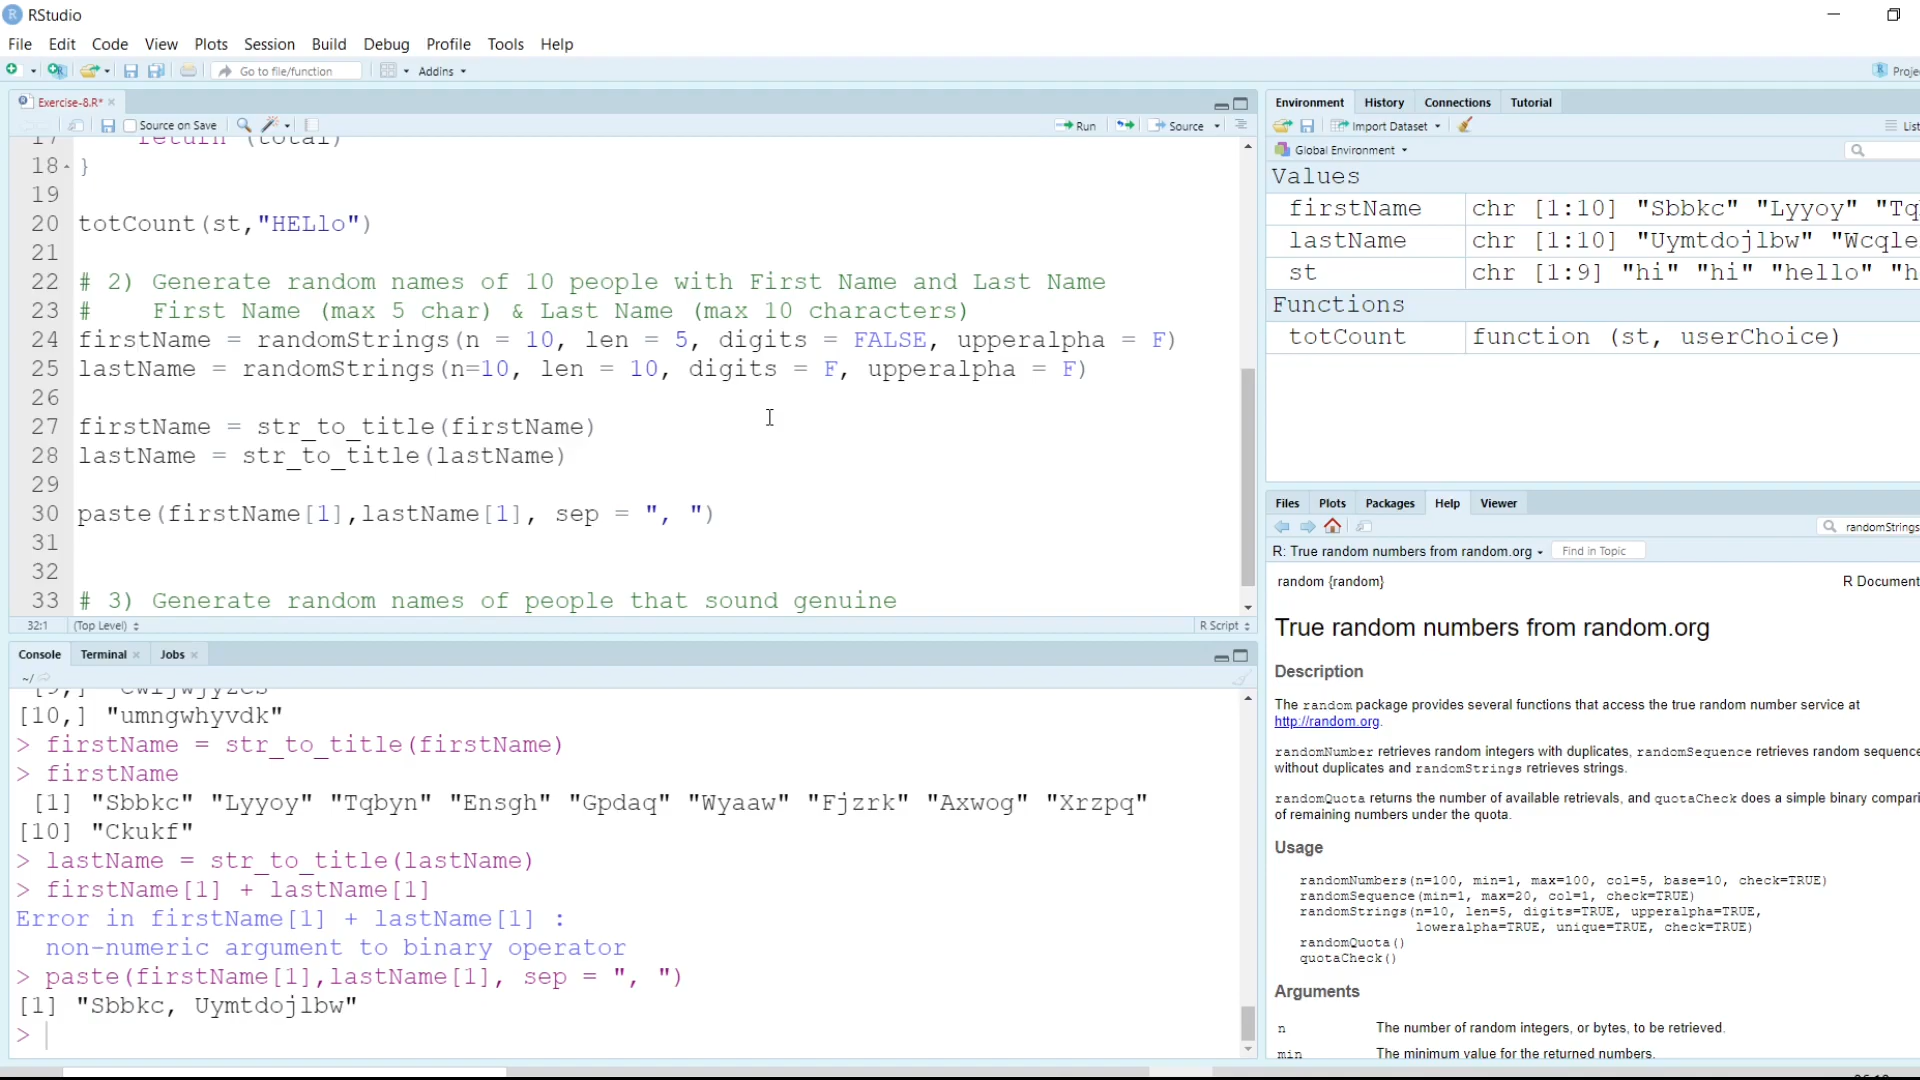 RStudio
File Edit Code View Plots Session Build Debug Profile Tools Help
Go to file/function Addins
Exercise-8.R*
Source on Save Run Source
return (total)
18 }
19
20 totCount(st,"HELlo")
21
22 # 2) Generate random names of 10 people with First Name and Last Name
23 # First Name (max 5 char) & Last Name (max 10 characters)
24 firstName = randomStrings(n = 10, len = 5, digits = FALSE, upperalpha = F)
25 lastName = randomStrings(n=10, len = 10, digits = F, upperalpha = F)
26
27 firstName = str_to_title(firstName)
28 lastName = str_to_title(lastName)
29
30 paste(firstName[1],lastName[1], sep = ", ")
31
32
33 # 3) Generate random names of people that sound genuine
32:1 (Top Level) R Script
Console Terminal Jobs
~/
[10,] "umngwhyvdk"
> firstName = str_to_title(firstName)
> firstName
[1] "Sbbkc" "Lyyoy" "Tqbyn" "Ensgh" "Gpdaq" "Wyaaw" "Fjzrk" "Axwog" "Xrzpq"
[10] "Ckukf"
> lastName = str_to_title(lastName)
> firstName[1] + lastName[1]
Error in firstName[1] + lastName[1] :
non-numeric argument to binary operator
> paste(firstName[1],lastName[1], sep = ", ")
[1] "Sbbkc, Uymtdojlbw"
>
Environment History Connections Tutorial
Import Dataset
Global Environment
Values
firstName chr [1:10] "Sbbkc" "Lyyoy" "Tq
lastName chr [1:10] "Uymtdojlbw" "Wcqle
st chr [1:9] "hi" "hi" "hello" "h
Functions
totCount function (st, userChoice)
Files Plots Packages Help Viewer
randomStrings
R: True random numbers from random.org Find in Topic
random {random} R Document
True random numbers from random.org
Description
The random package provides several functions that access the true random number service at
http://random.org.
randomNumber retrieves random integers with duplicates, randomSequence retrieves random sequence
without duplicates and randomStrings retrieves strings.
randomQuota returns the number of available retrievals, and quotaCheck does a simple binary compari
of remaining numbers under the quota.
Usage
randomNumbers(n=100, min=1, max=100, col=5, base=10, check=TRUE)
randomSequence(min=1, max=20, col=1, check=TRUE)
randomStrings(n=10, len=5, digits=TRUE, upperalpha=TRUE,
loweralpha=TRUE, unique=TRUE, check=TRUE)
randomQuota()
quotaCheck()
Arguments
n The number of random integers, or bytes, to be retrieved.
min The minimum value for the returned numbers.